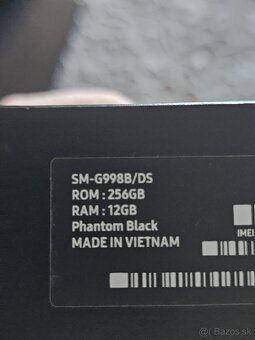 SM-G998B/DS
ROM : 256GB
RAM : 12GB
Phantom Black
MADE IN VIETNAM
IMEI
Bazos.sk